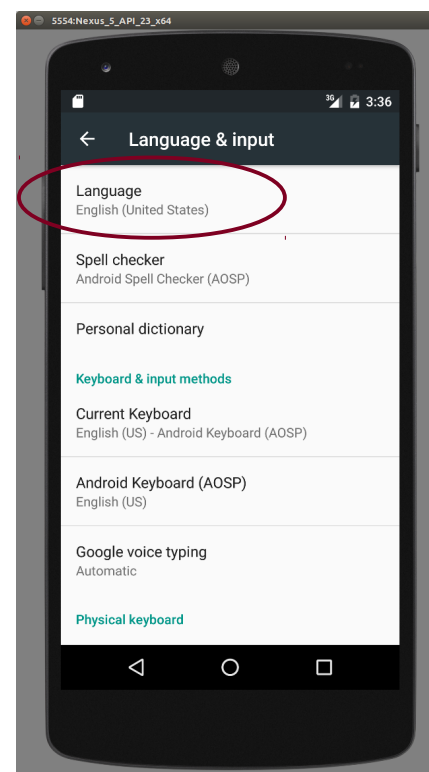 5554:Nexus_5_API_23_x64
3G 3:36
Language & input
Language
English (United States)
Spell checker
Android Spell Checker (AOSP)
Personal dictionary
Keyboard & input methods
Current Keyboard
English (US) - Android Keyboard (AOSP)
Android Keyboard (AOSP)
English (US)
Google voice typing
Automatic
Physical keyboard